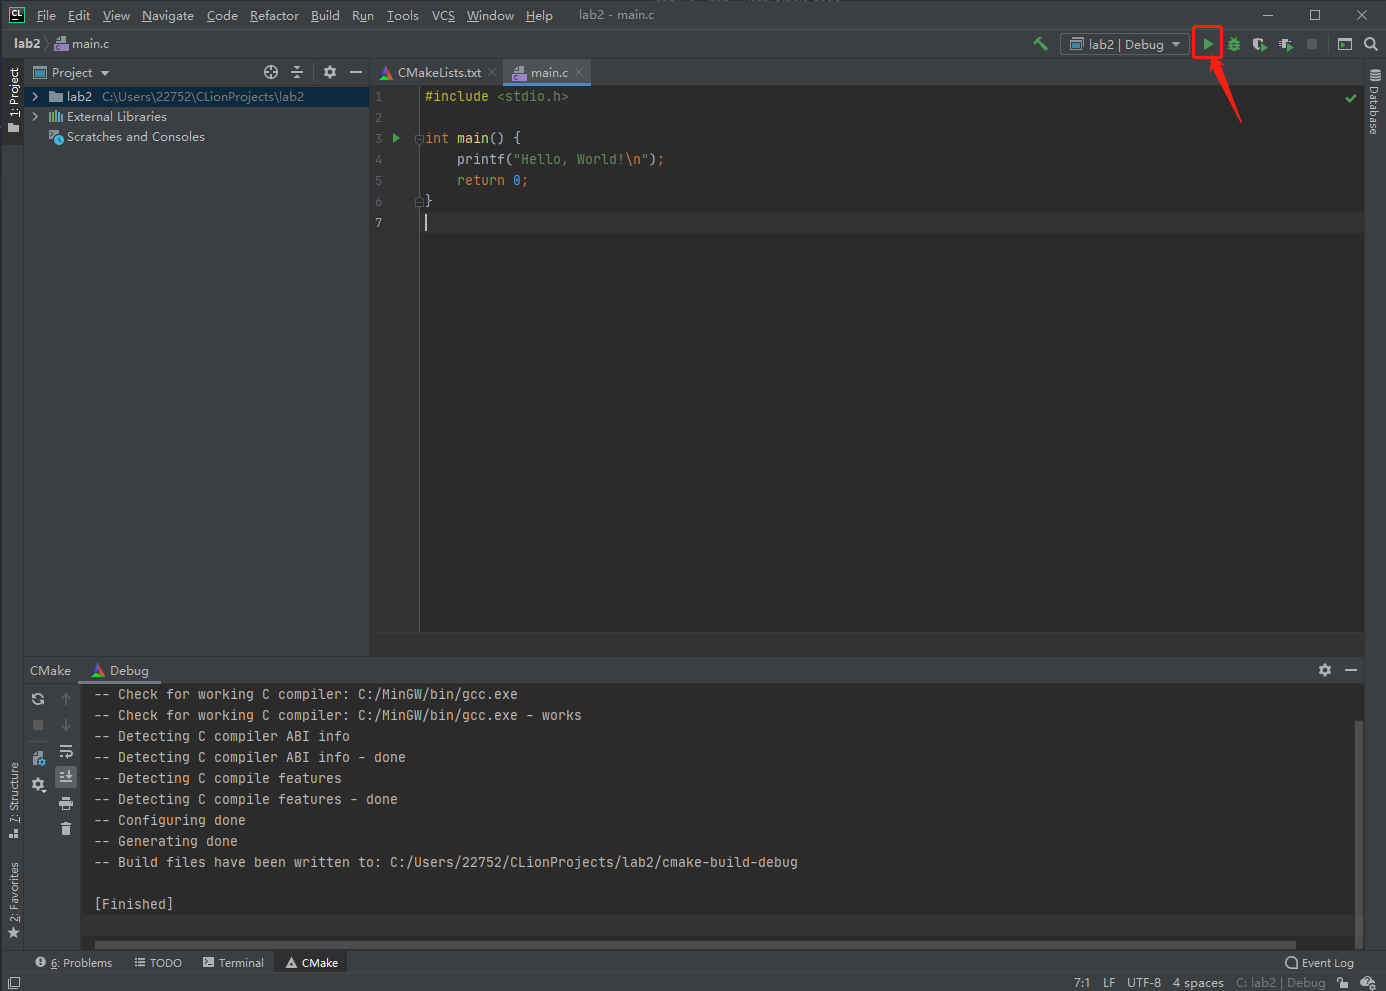 CL File Edit View Navigate Code Refactor Build Run Tools VCS Window Help lab2 - main.c
lab2 main.c lab2 | Debug
1: Project
Project
CMakeLists.txt main.c
lab2 C:\Users\22752\CLionProjects\lab2
External Libraries
Scratches and Consoles
1 #include <stdio.h>
2
3 int main() {
4 printf("Hello, World!\n");
5 return 0;
6 }
7
Database
CMake Debug
-- Check for working C compiler: C:/MinGW/bin/gcc.exe
-- Check for working C compiler: C:/MinGW/bin/gcc.exe - works
-- Detecting C compiler ABI info
-- Detecting C compiler ABI info - done
-- Detecting C compile features
-- Detecting C compile features - done
-- Configuring done
-- Generating done
-- Build files have been written to: C:/Users/22752/CLionProjects/lab2/cmake-build-debug
[Finished]
7: Structure
2: Favorites
6: Problems TODO Terminal CMake Event Log
7:1 LF UTF-8 4 spaces C: lab2 | Debug